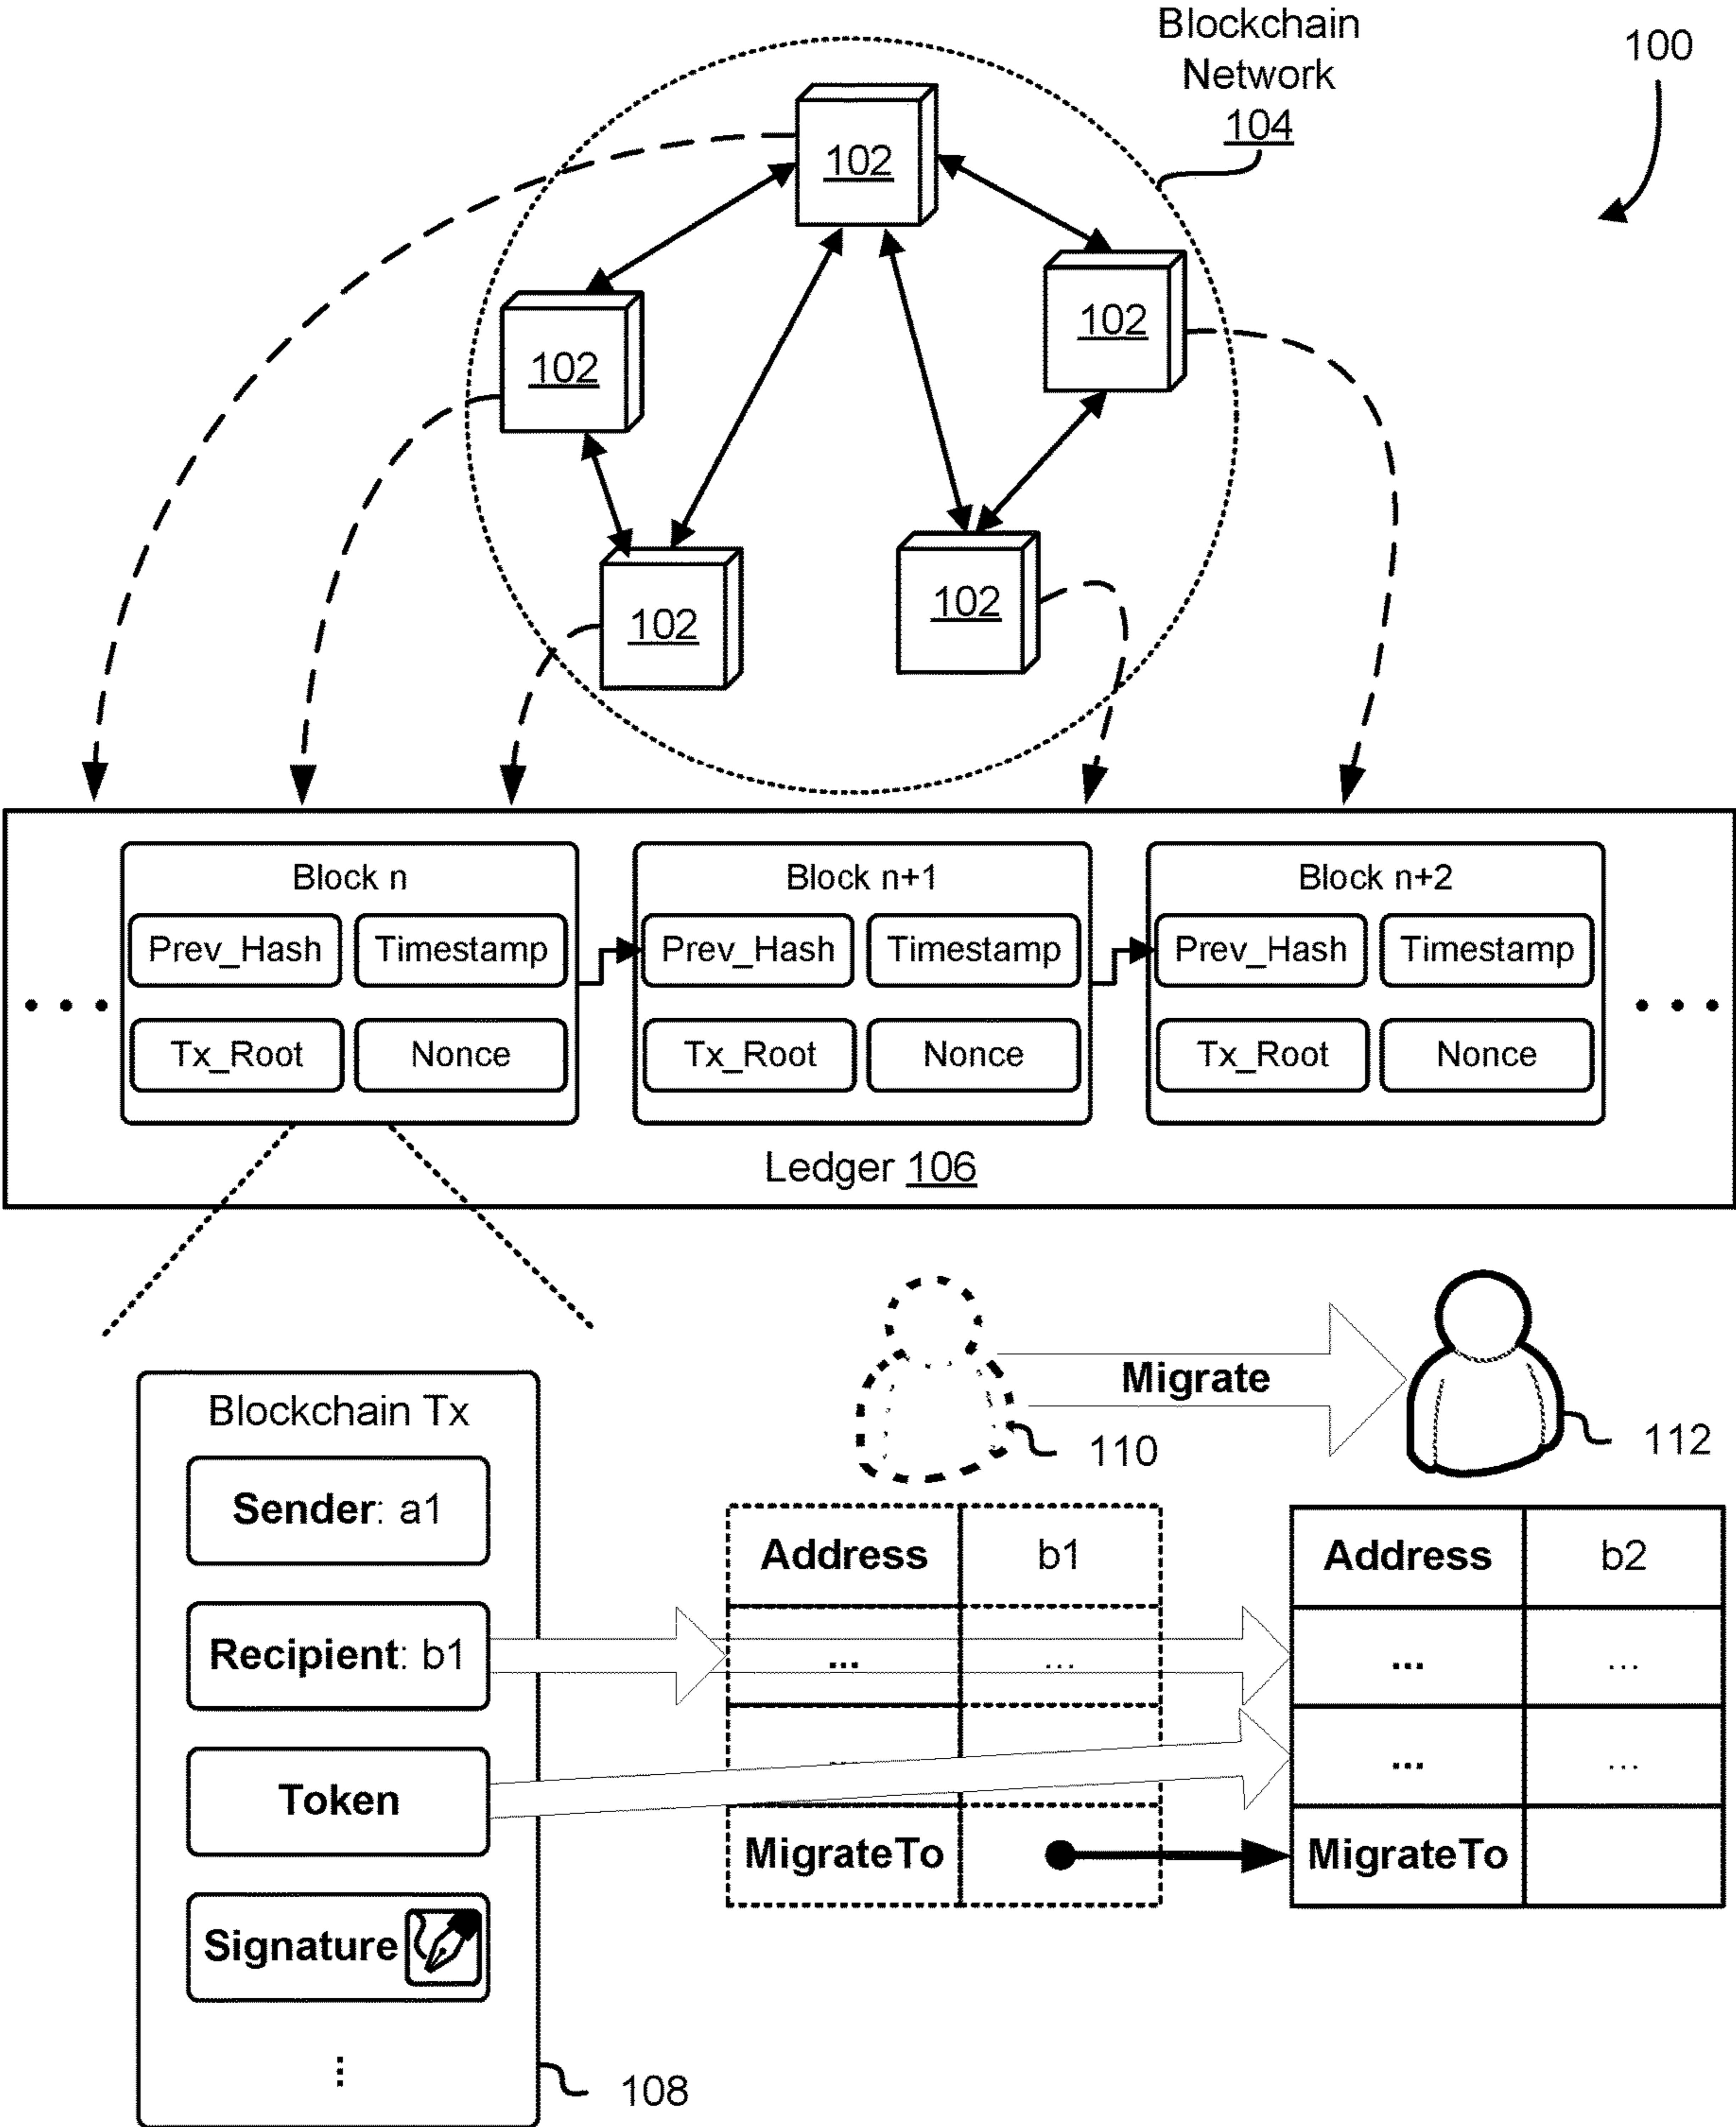 Blockchain
Network
104
100
102
102
102
102
102
Block n
Prev_Hash
Timestamp
Tx_Root
Nonce
Block n+1
Prev_Hash
Timestamp
Tx_Root
Nonce
Block n+2
Prev_Hash
Timestamp
Tx_Root
Nonce
...
...
Ledger 106
Migrate
110
112
Blockchain Tx
Sender: a1
Recipient: b1
Token
Signature
...
108
Address b1
... ...
...
MigrateTo
Address b2
... ...
... ...
MigrateTo